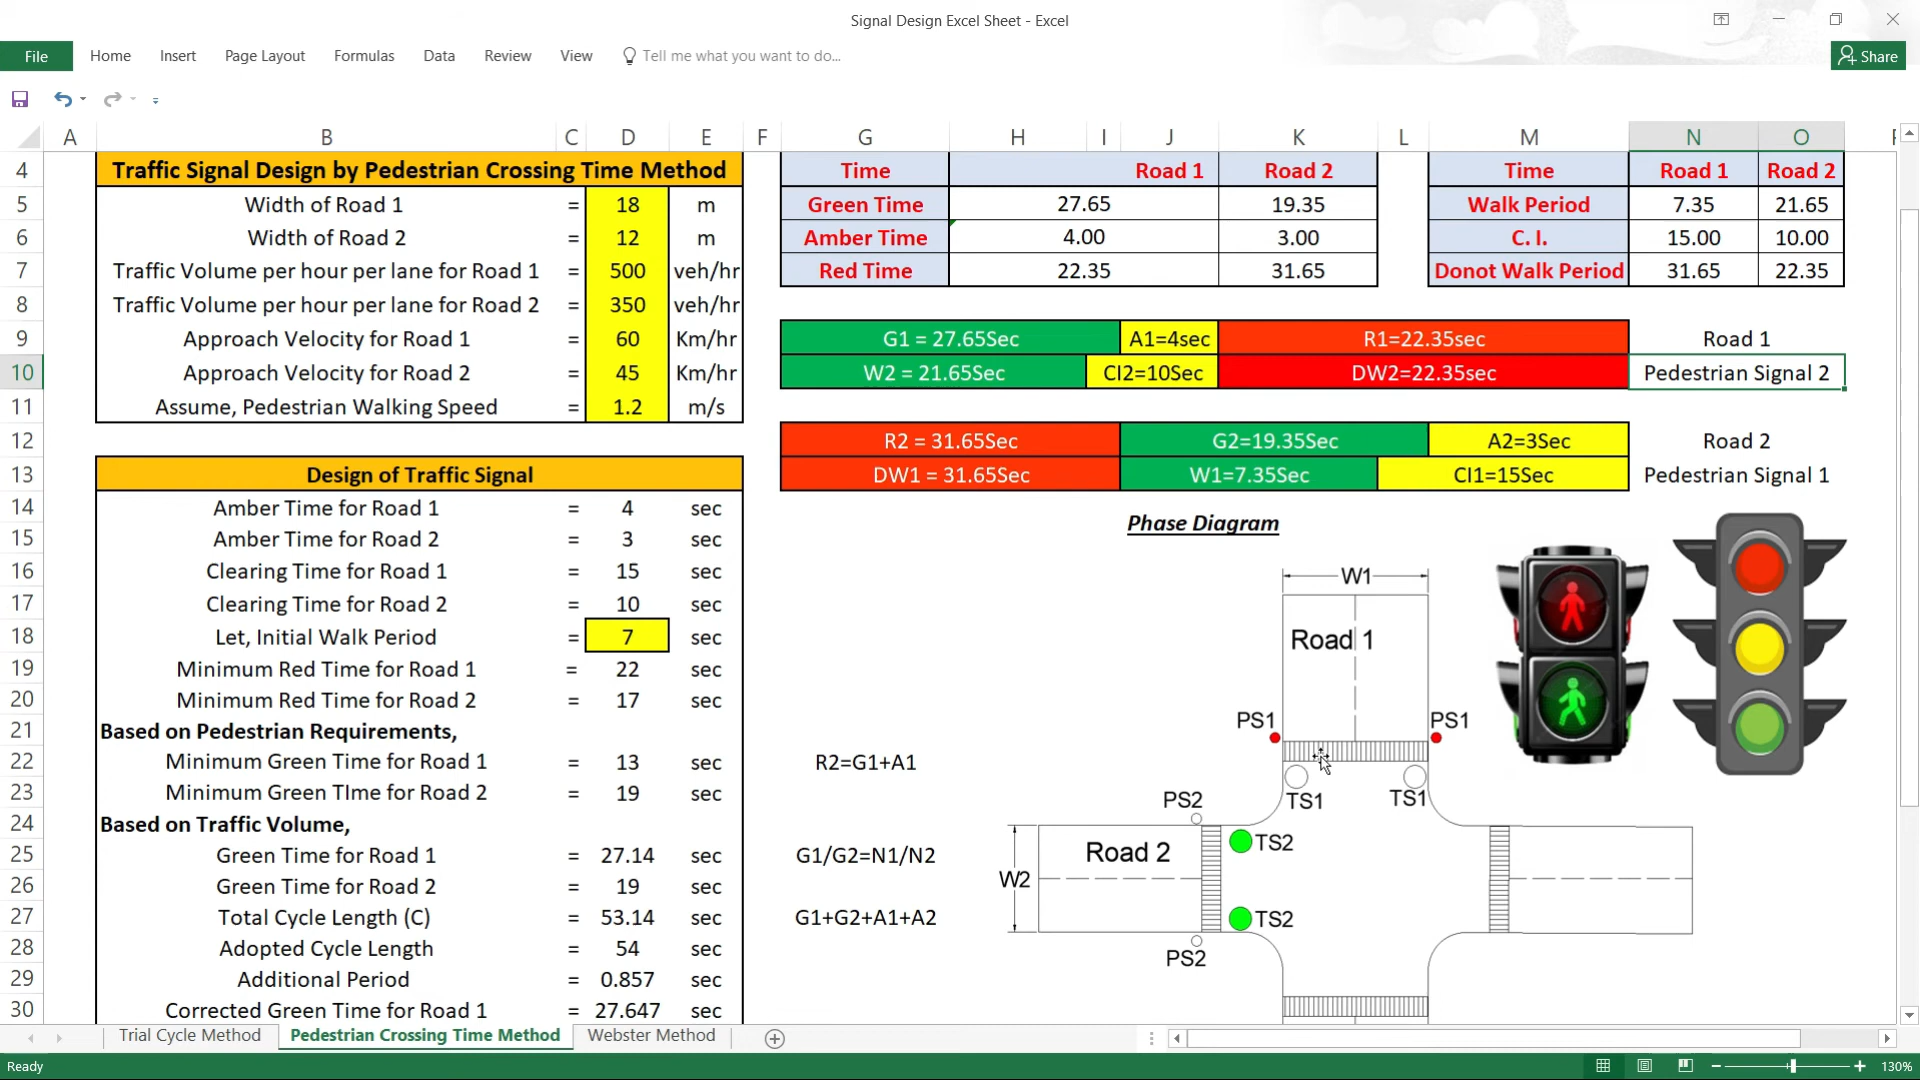 Signal Design Excel Sheet - Excel
File Home Insert Page Layout Formulas Data Review View Tell me what you want to do... Share
A B C D E F G H I J K L M N O
4 Traffic Signal Design by Pedestrian Crossing Time Method Time Road 1 Road 2 Time Road 1 Road 2
5 Width of Road 1 = 18 m Green Time 27.65 19.35 Walk Period 7.35 21.65
6 Width of Road 2 = 12 m Amber Time 4.00 3.00 C. I. 15.00 10.00
7 Traffic Volume per hour per lane for Road 1 = 500 veh/hr Red Time 22.35 31.65 Donot Walk Period 31.65 22.35
8 Traffic Volume per hour per lane for Road 2 = 350 veh/hr
9 Approach Velocity for Road 1 = 60 Km/hr G1 = 27.65Sec A1=4sec R1=22.35sec Road 1
10 Approach Velocity for Road 2 = 45 Km/hr W2 = 21.65Sec CI2=10Sec DW2=22.35sec Pedestrian Signal 2
11 Assume, Pedestrian Walking Speed = 1.2 m/s
12 R2 = 31.65Sec G2=19.35Sec A2=3Sec Road 2
13 Design of Traffic Signal DW1 = 31.65Sec W1=7.35Sec CI1=15Sec Pedestrian Signal 1
14 Amber Time for Road 1 = 4 sec Phase Diagram
15 Amber Time for Road 2 = 3 sec
16 Clearing Time for Road 1 = 15 sec W1
17 Clearing Time for Road 2 = 10 sec
18 Let, Initial Walk Period = 7 sec Road 1
19 Minimum Red Time for Road 1 = 22 sec
20 Minimum Red Time for Road 2 = 17 sec
21 Based on Pedestrian Requirements, PS1 PS1
22 Minimum Green Time for Road 1 = 13 sec R2=G1+A1
23 Minimum Green TIme for Road 2 = 19 sec PS2 TS1 TS1
24 Based on Traffic Volume,
25 Green Time for Road 1 = 27.14 sec G1/G2=N1/N2 Road 2 TS2
26 Green Time for Road 2 = 19 sec W2
27 Total Cycle Length (C) = 53.14 sec G1+G2+A1+A2 TS2
28 Adopted Cycle Length = 54 sec PS2
29 Additional Period = 0.857 sec
30 Corrected Green Time for Road 1 = 27.647 sec
Trial Cycle Method Pedestrian Crossing Time Method Webster Method
Ready 130%